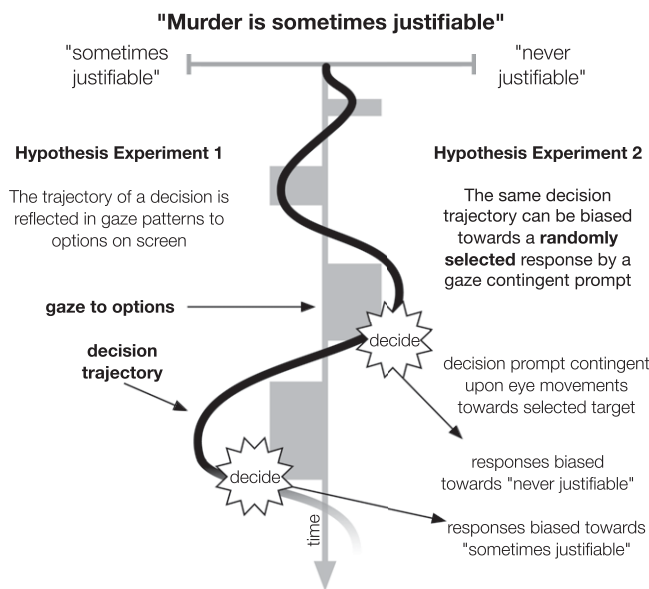 "Murder is sometimes justifiable"
"sometimes
justifiable"
"never
justifiable"
Hypothesis Experiment 1
The trajectory of a decision is
reflected in gaze patterns to
options on screen
Hypothesis Experiment 2
The same decision
trajectory can be biased
towards a randomly
selected response by a
gaze contingent prompt
gaze to options
decision
trajectory
decide
decision prompt contingent
upon eye movements
towards selected target
responses biased
towards "never justifiable"
decide
responses biased towards
"sometimes justifiable"
time